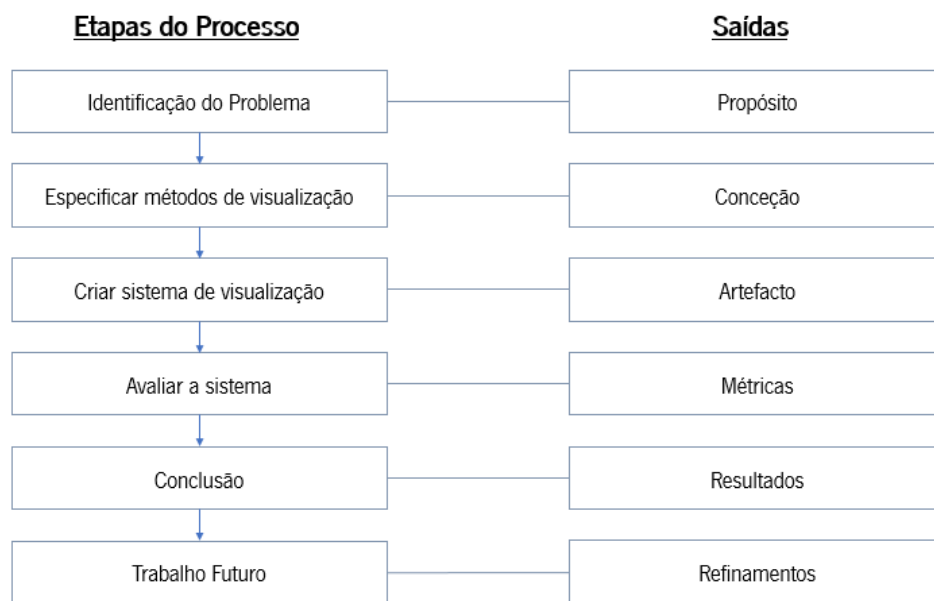 Etapas do Processo
Saídas
Identificação do Problema
Propósito
Especificar métodos de visualização
Conceção
Criar sistema de visualização
Artefacto
Avaliar a sistema
Métricas
Conclusão
Resultados
Trabalho Futuro
Refinamentos